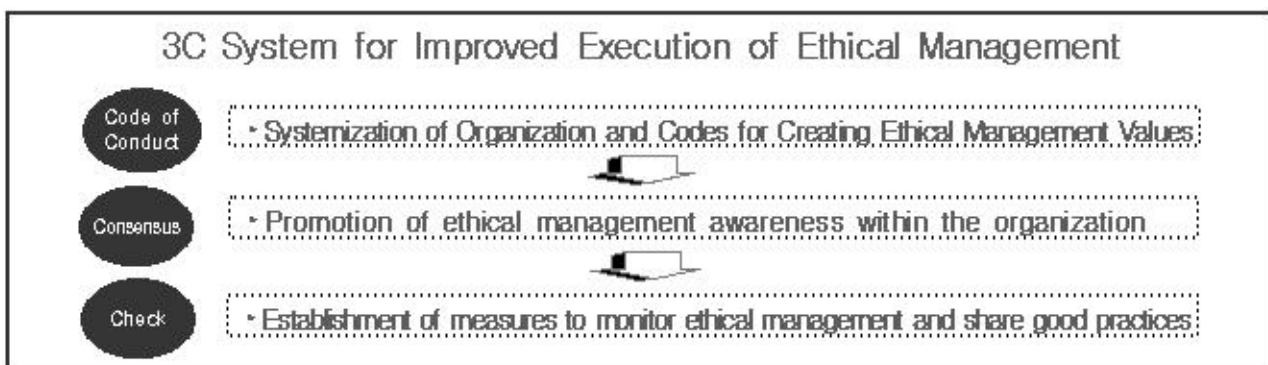 3C System for Improved Execution of Ethical Management
Code of
Conduct
• Systemization of Organization and Codes for Creating Ethical Management Values
Consensus
• Promotion of ethical management awareness within the organization
Check
• Establishment of measures to monitor ethical management and share good practices